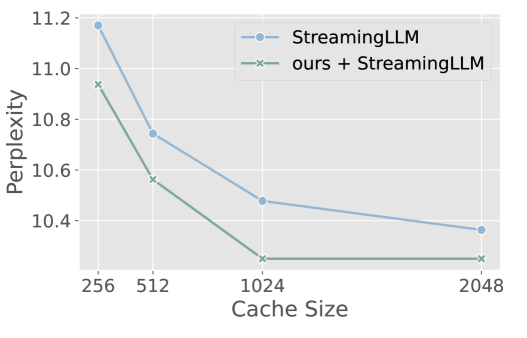 StreamingLLM
ours + StreamingLLM
Perplexity
11.2
11.0
10.8
10.6
10.4
256 512 1024 2048
Cache Size